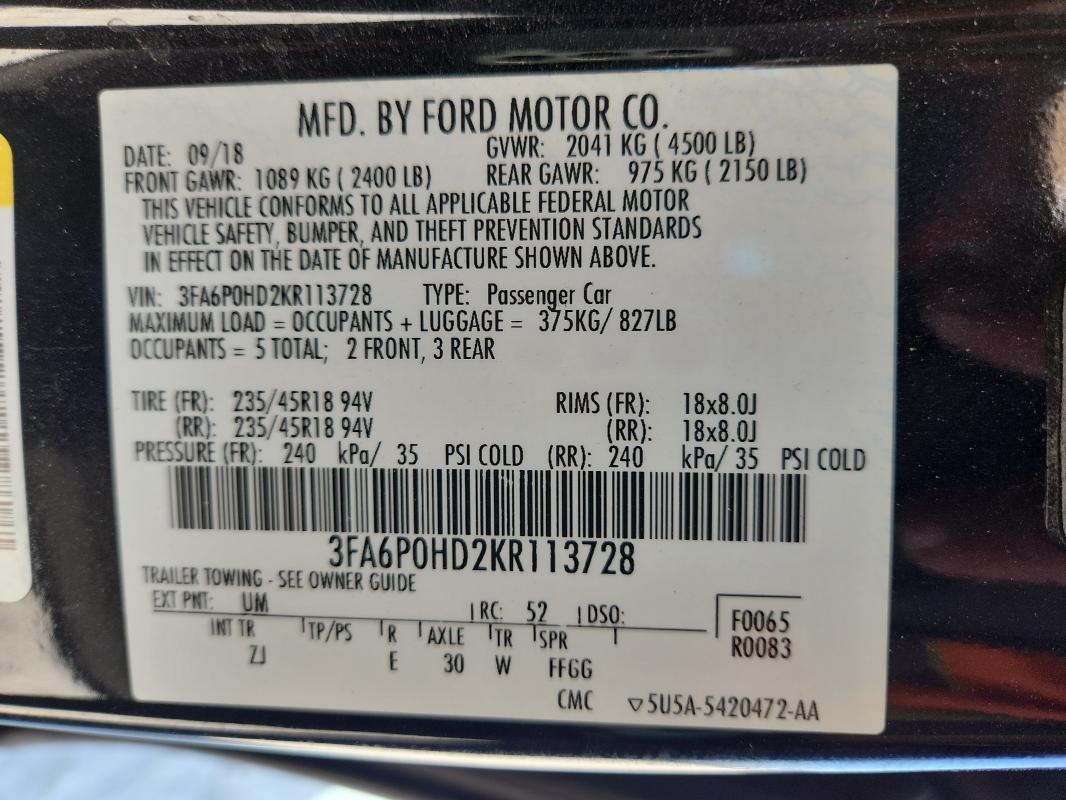 MFD. BY FORD MOTOR CO.
DATE: 09/18 GVWR: 2041 KG ( 4500 LB)
FRONT GAWR: 1089 KG ( 2400 LB) REAR GAWR: 975 KG ( 2150 LB)
THIS VEHICLE CONFORMS TO ALL APPLICABLE FEDERAL MOTOR
VEHICLE SAFETY, BUMPER, AND THEFT PREVENTION STANDARDS
IN EFFECT ON THE DATE OF MANUFACTURE SHOWN ABOVE.
VIN: 3FA6P0HD2KR113728 TYPE: Passenger Car
MAXIMUM LOAD = OCCUPANTS + LUGGAGE = 375KG/ 827LB
OCCUPANTS = 5 TOTAL; 2 FRONT, 3 REAR
TIRE (FR): 235/45R18 94V RIMS (FR): 18x8.0J
(RR): 235/45R18 94V (RR): 18x8.0J
PRESSURE (FR): 240 kPa/ 35 PSI COLD (RR): 240 kPa/ 35 PSI COLD
3FA6P0HD2KR113728
TRAILER TOWING - SEE OWNER GUIDE
EXT PNT: UM RC: 52 DSO: F0065
INT TR TP/PS R AXLE TR SPR R0083
ZJ E 30 W FFGG
CMC ▽5U5A-5420472-AA